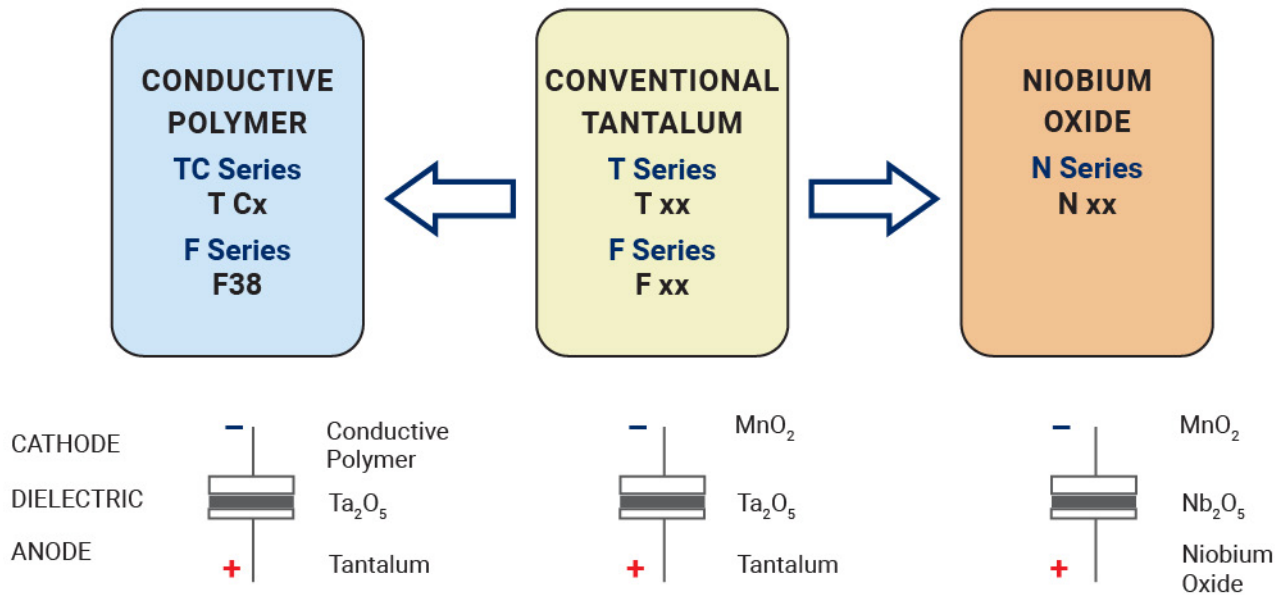 CONDUCTIVE
POLYMER
TC Series
T Cx
F Series
F38
CONVENTIONAL
TANTALUM
T Series
T xx
F Series
F xx
NIOBIUM
OXIDE
N Series
N xx
CATHODE
DIELECTRIC
ANODE
−
Conductive
Polymer
Ta₂O₅
+
Tantalum
−
MnO₂
Ta₂O₅
+
Tantalum
−
MnO₂
Nb₂O₅
+
Niobium
Oxide